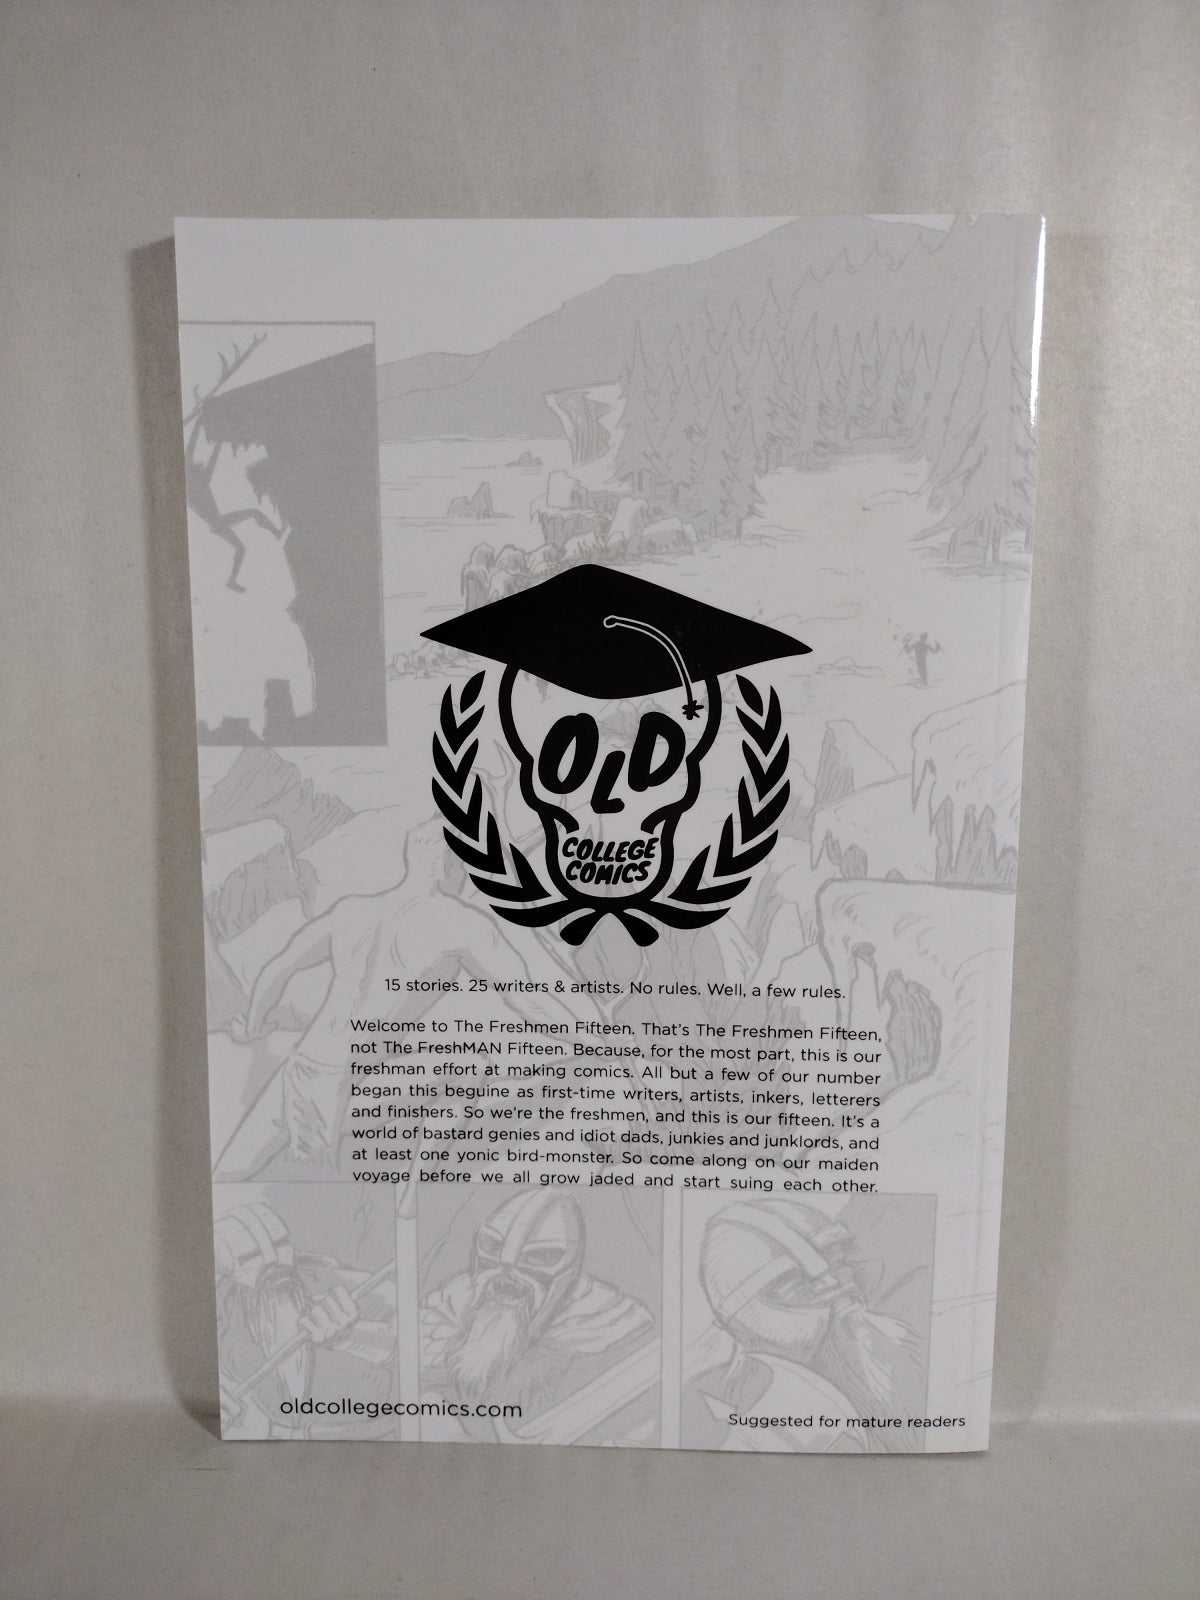 OLD
COLLEGE
COMICS
15 stories. 25 writers & artists. No rules. Well, a few rules.
Welcome to The Freshmen Fifteen. That's The Freshmen Fifteen,
not The FreshMAN Fifteen. Because, for the most part, this is our
freshman effort at making comics. All but a few of our number
began this beguine as first-time writers, artists, inkers, letterers
and finishers. So we're the freshmen, and this is our fifteen. It's a
world of bastard genies and idiot dads, junkies and junklords, and
at least one yonic bird-monster. So come along on our maiden
voyage before we all grow jaded and start suing each other.
oldcollegecomics.com
Suggested for mature readers